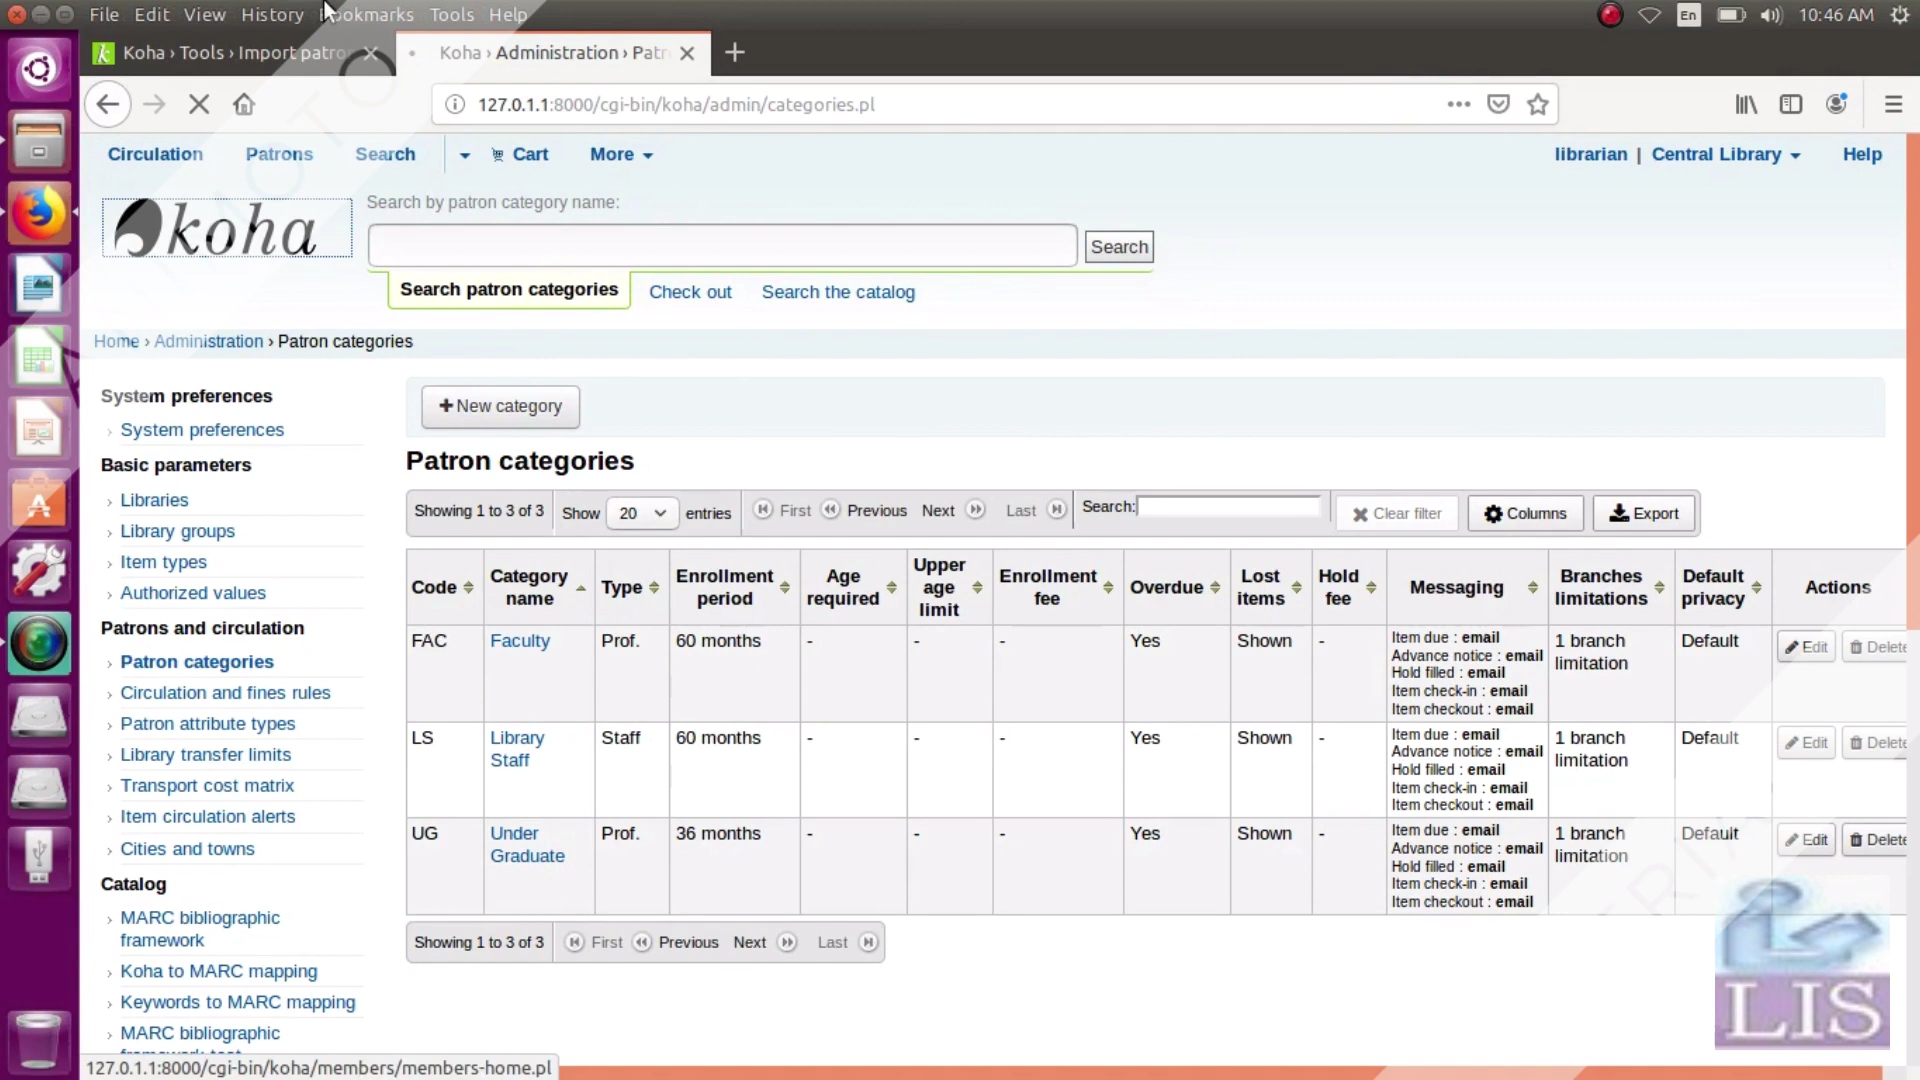 File Edit View History Bookmarks Tools Help
En 10:46 AM
Koha › Tools › Import patro
Koha › Administration › Patr
127.0.1.1:8000/cgi-bin/koha/admin/categories.pl
Circulation Patrons Search Cart More
librarian | Central Library Help
koha
Search by patron category name:
Search
Search patron categories Check out Search the catalog
Home › Administration › Patron categories
System preferences
System preferences
Basic parameters
Libraries
Library groups
Item types
Authorized values
Patrons and circulation
Patron categories
Circulation and fines rules
Patron attribute types
Library transfer limits
Transport cost matrix
Item circulation alerts
Cities and towns
Catalog
MARC bibliographic
framework
Koha to MARC mapping
Keywords to MARC mapping
MARC bibliographic
framework test
New category
Patron categories
Showing 1 to 3 of 3 Show 20 entries First Previous Next Last Search: Clear filter Columns Export
Code Category name Type Enrollment period Age required Upper age limit Enrollment fee Overdue Lost items Hold fee Messaging Branches limitations Default privacy Actions
FAC Faculty Prof. 60 months - - - Yes Shown - 1 branch limitation Default Edit Delete
Item due : email
Advance notice : email
Hold filled : email
Item check-in : email
Item checkout : email
LS Library Staff Staff 60 months - - - Yes Shown - 1 branch limitation Default Edit Delete
Item due : email
Advance notice : email
Hold filled : email
Item check-in : email
Item checkout : email
UG Under Graduate Prof. 36 months - - - Yes Shown - 1 branch limitation Default Edit Delete
Item due : email
Advance notice : email
Hold filled : email
Item check-in : email
Item checkout : email
Showing 1 to 3 of 3 First Previous Next Last
LIS
127.0.1.1:8000/cgi-bin/koha/members/members-home.pl